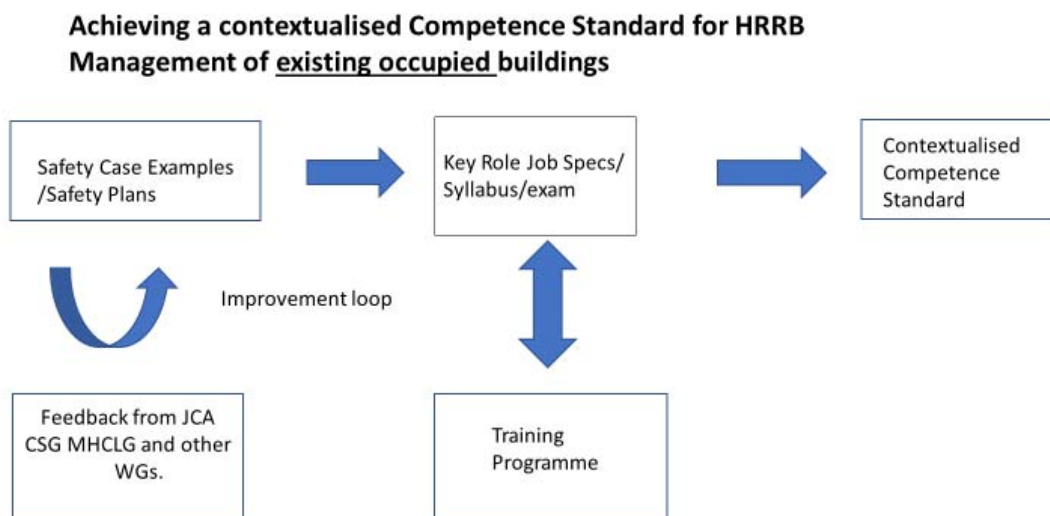 Achieving a contextualised Competence Standard for HRRB
Management of existing occupied buildings
Safety Case Examples
/Safety Plans
Key Role Job Specs/
Syllabus/exam
Contextualised
Competence
Standard
Improvement loop
Feedback from JCA
CSG MHCLG and other
WGs.
Training
Programme